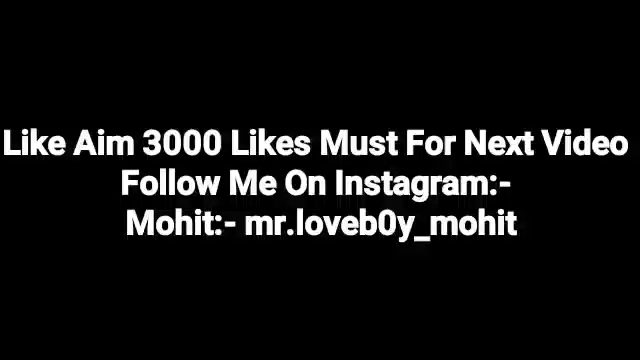 Like Aim 3000 Likes Must For Next Video
Follow Me On Instagram:-
Mohit:- mr.loveb0y_mohit